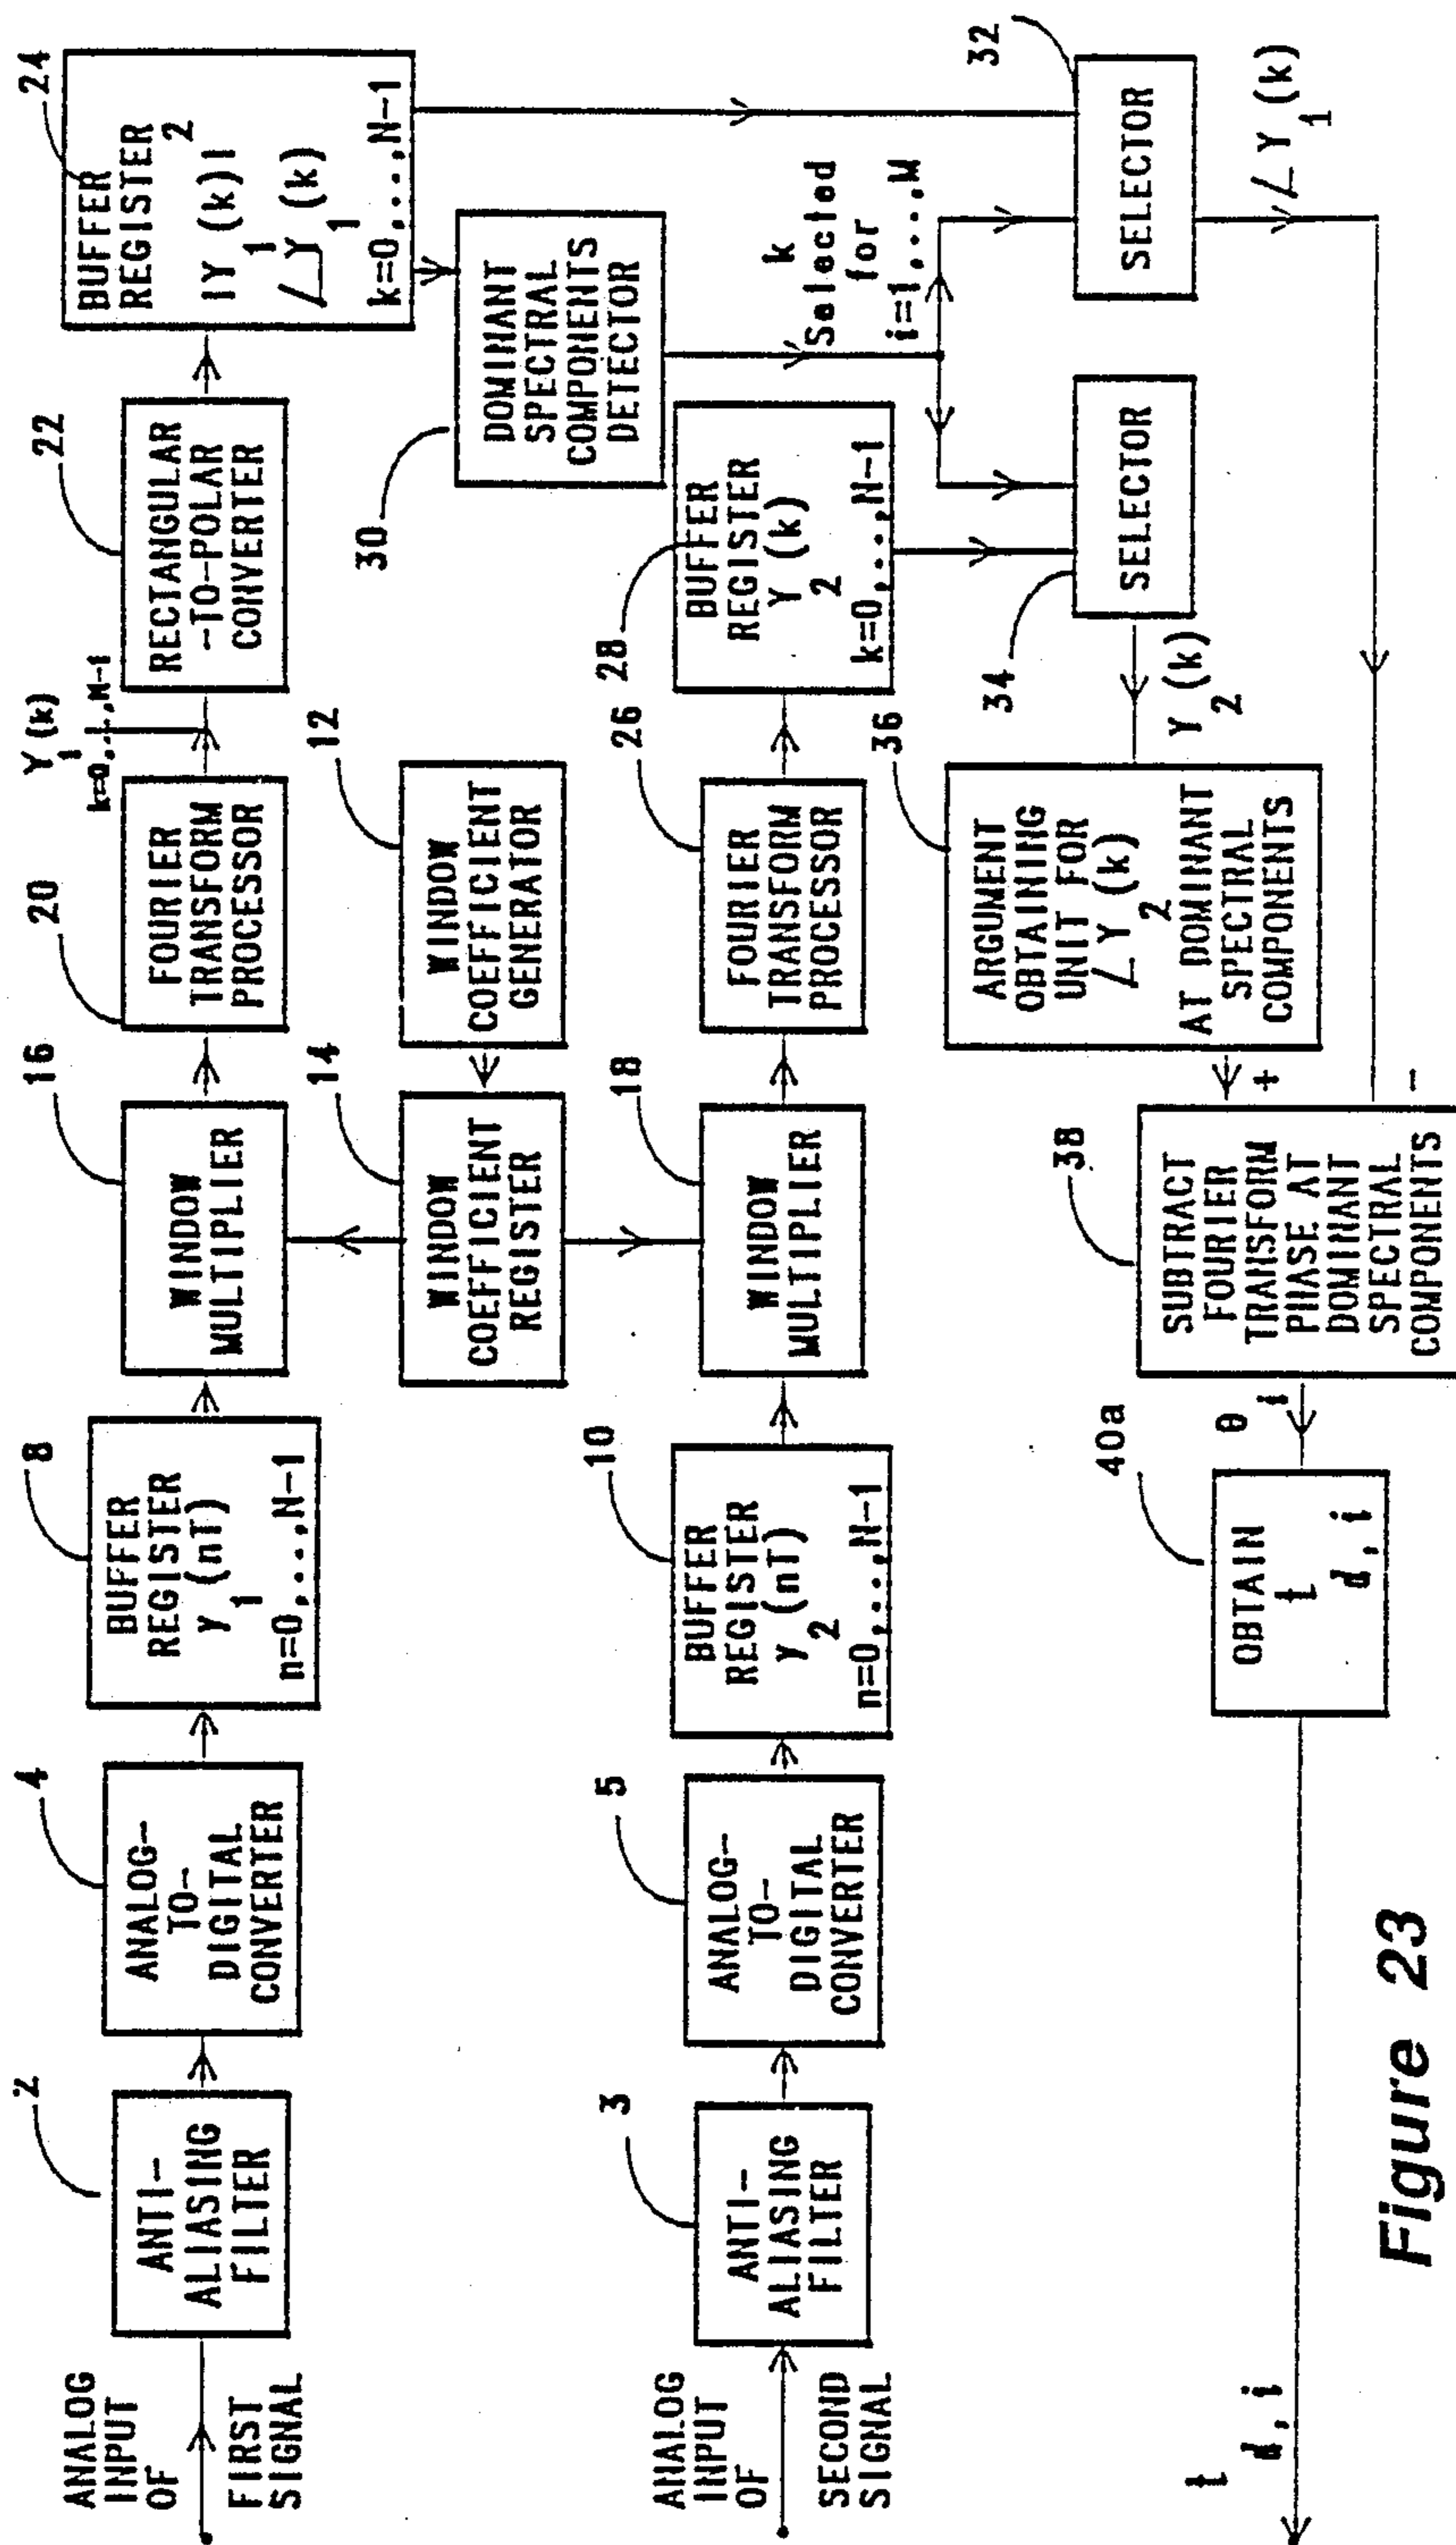 ANALOG
INPUT
OF
FIRST
SIGNAL
2
ANTI-
ALIASING
FILTER
4
ANALOG-
TO-
DIGITAL
CONVERTER
8
BUFFER
REGISTER
y (nT)
1
n=0,...,N-1
16
WINDOW
MULTIPLIER
20
FOURIER
TRANSFORM
PROCESSOR
Y (k)
1
k=0,..,N-1
22
RECTANGULAR
-TO-POLAR
CONVERTER
24
BUFFER
REGISTER
2
|Y (k)|
1
∠Y (k)
1
k=0,...,N-1
12
WINDOW
COEFFICIENT
GENERATOR
14
WINDOW
COEFFICIENT
REGISTER
30
DOMINANT
SPECTRAL
COMPONENTS
DETECTOR
k
Selected
for
i=1,...,M
ANALOG
INPUT
OF
SECOND
SIGNAL
3
ANTI-
ALIASING
FILTER
5
ANALOG-
TO-
DIGITAL
CONVERTER
10
BUFFER
REGISTER
y (nT)
2
n=0,...,N-1
18
WINDOW
MULTIPLIER
26
FOURIER
TRANSFORM
PROCESSOR
28
BUFFER
REGISTER
Y (k)
2
k=0,...,N-1
32
SELECTOR
∠Y (k)
1
34
SELECTOR
Y (k)
2
36
ARGUMENT
OBTAINING
UNIT FOR
∠Y (k)
2
AT DOMINANT
SPECTRAL
COMPONENTS
+
-
38
SUBTRACT
FOURIER
TRANSFORM
PHASE AT
DOMINANT
SPECTRAL
COMPONENTS
θ
i
40a
OBTAIN
t
d,i
t
d,i
Figure 23